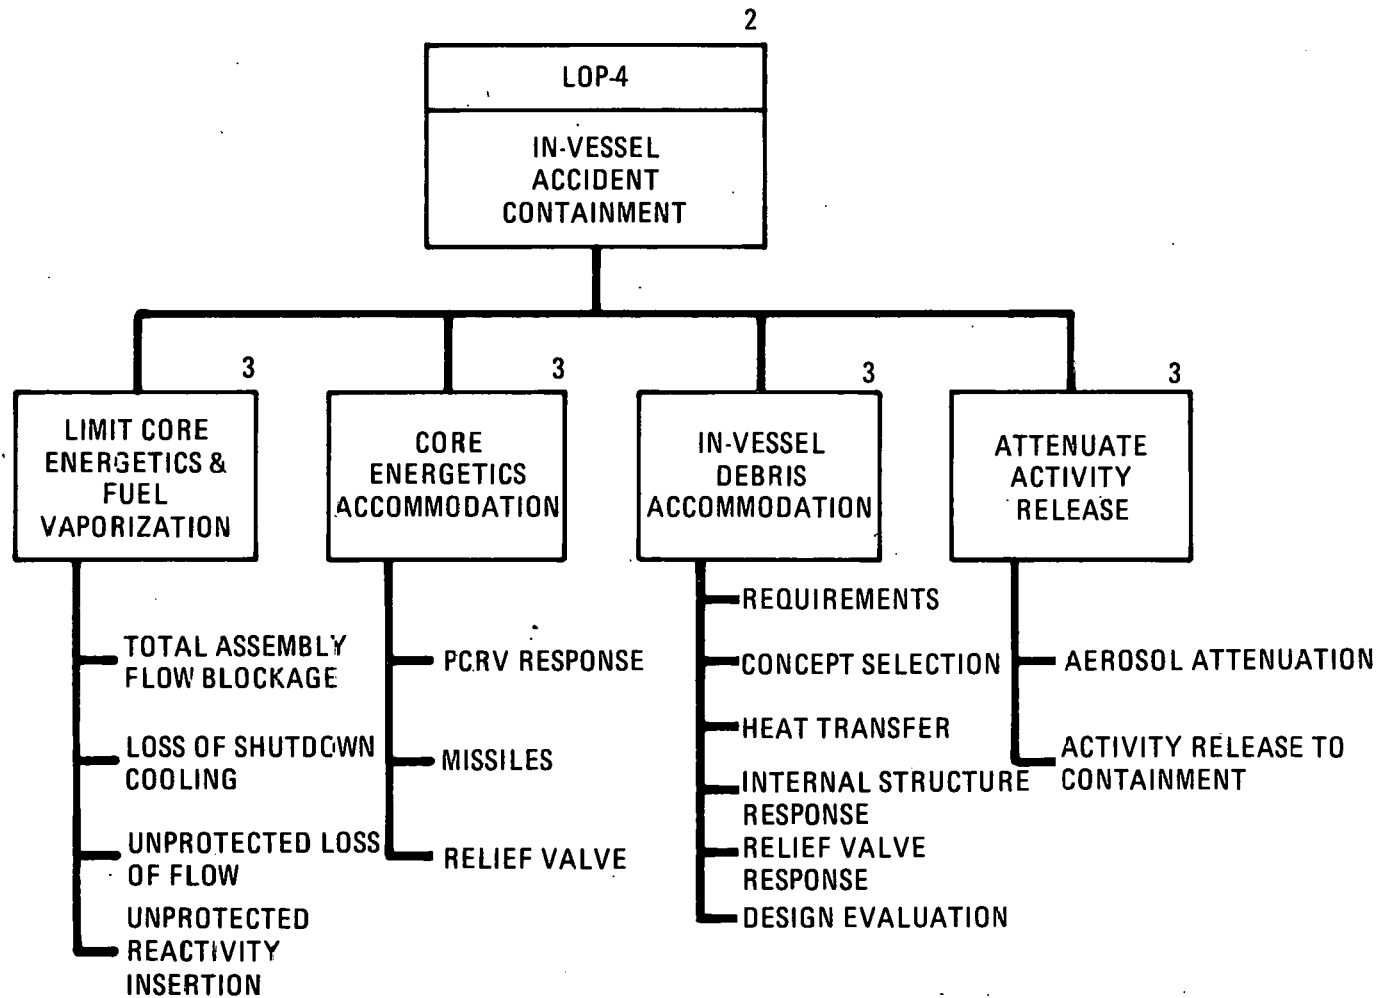 2
LOP-4
IN-VESSEL
ACCIDENT
CONTAINMENT
3
LIMIT CORE
ENERGETICS &
FUEL
VAPORIZATION
TOTAL ASSEMBLY
FLOW BLOCKAGE
LOSS OF SHUTDOWN
COOLING
UNPROTECTED LOSS
OF FLOW
UNPROTECTED
REACTIVITY
INSERTION
3
CORE
ENERGETICS
ACCOMMODATION
PCRV RESPONSE
MISSILES
RELIEF VALVE
3
IN-VESSEL
DEBRIS
ACCOMMODATION
REQUIREMENTS
CONCEPT SELECTION
HEAT TRANSFER
INTERNAL STRUCTURE
RESPONSE
RELIEF VALVE
RESPONSE
DESIGN EVALUATION
3
ATTENUATE
ACTIVITY
RELEASE
AEROSOL ATTENUATION
ACTIVITY RELEASE TO
CONTAINMENT